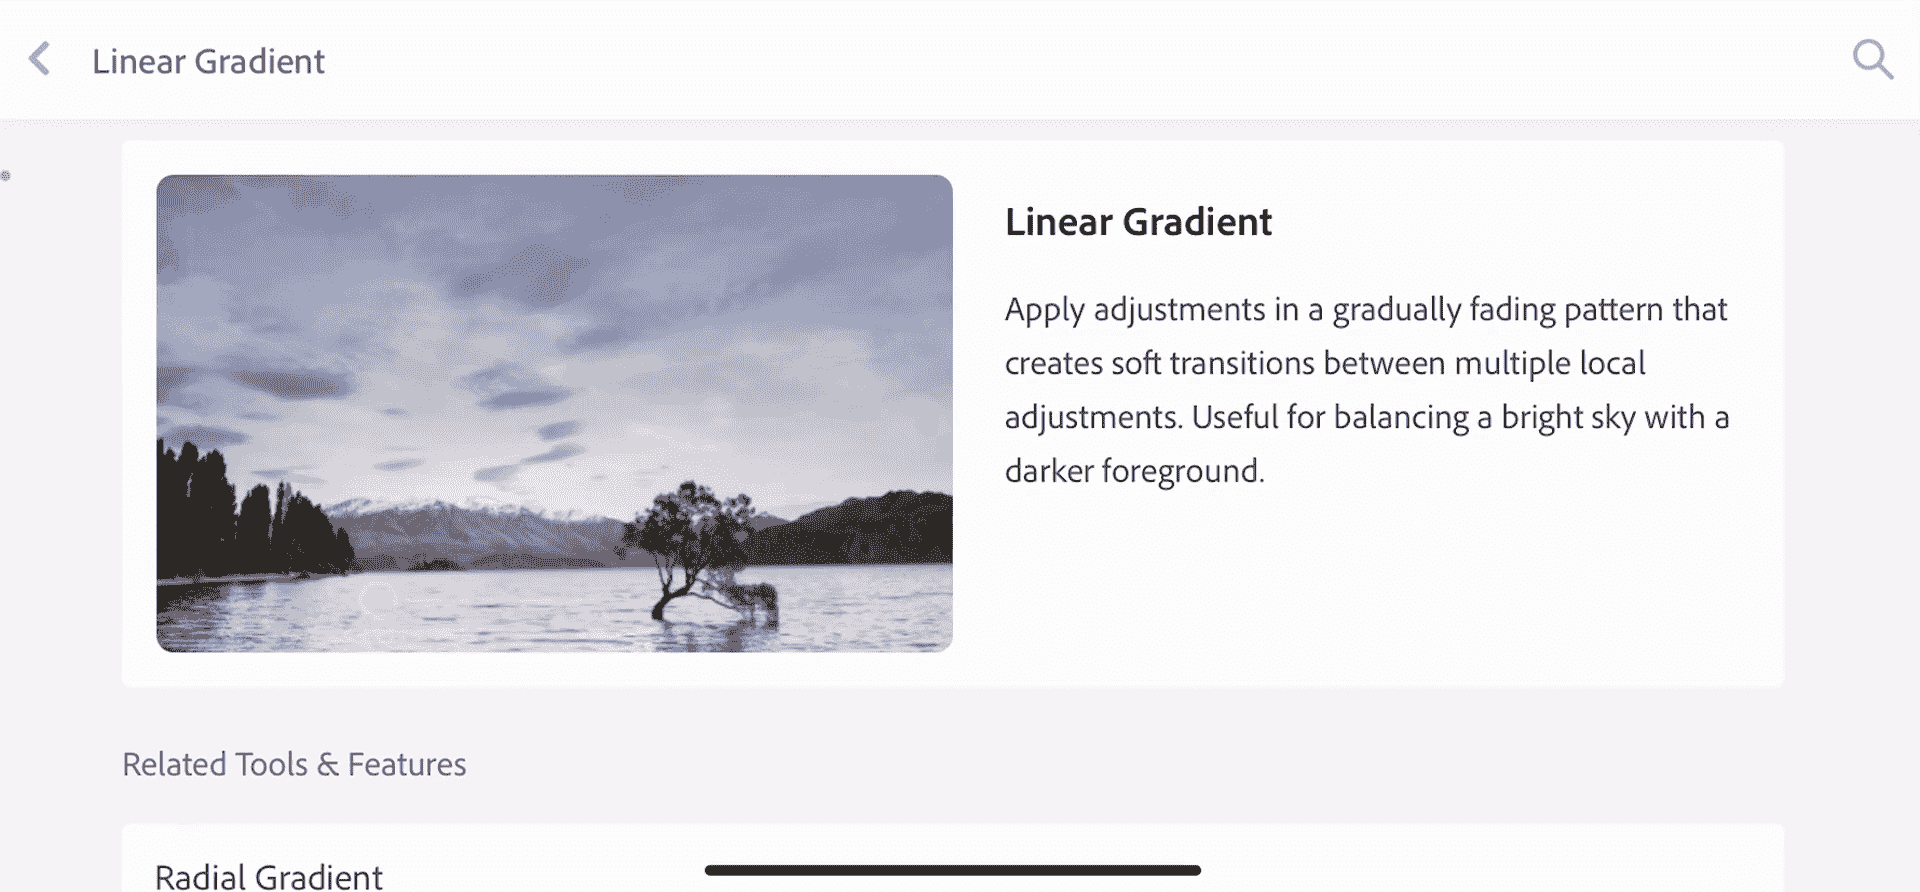 Linear Gradient
Linear Gradient
Apply adjustments in a gradually fading pattern that
creates soft transitions between multiple local
adjustments. Useful for balancing a bright sky with a
darker foreground.
Related Tools & Features
Radial Gradient